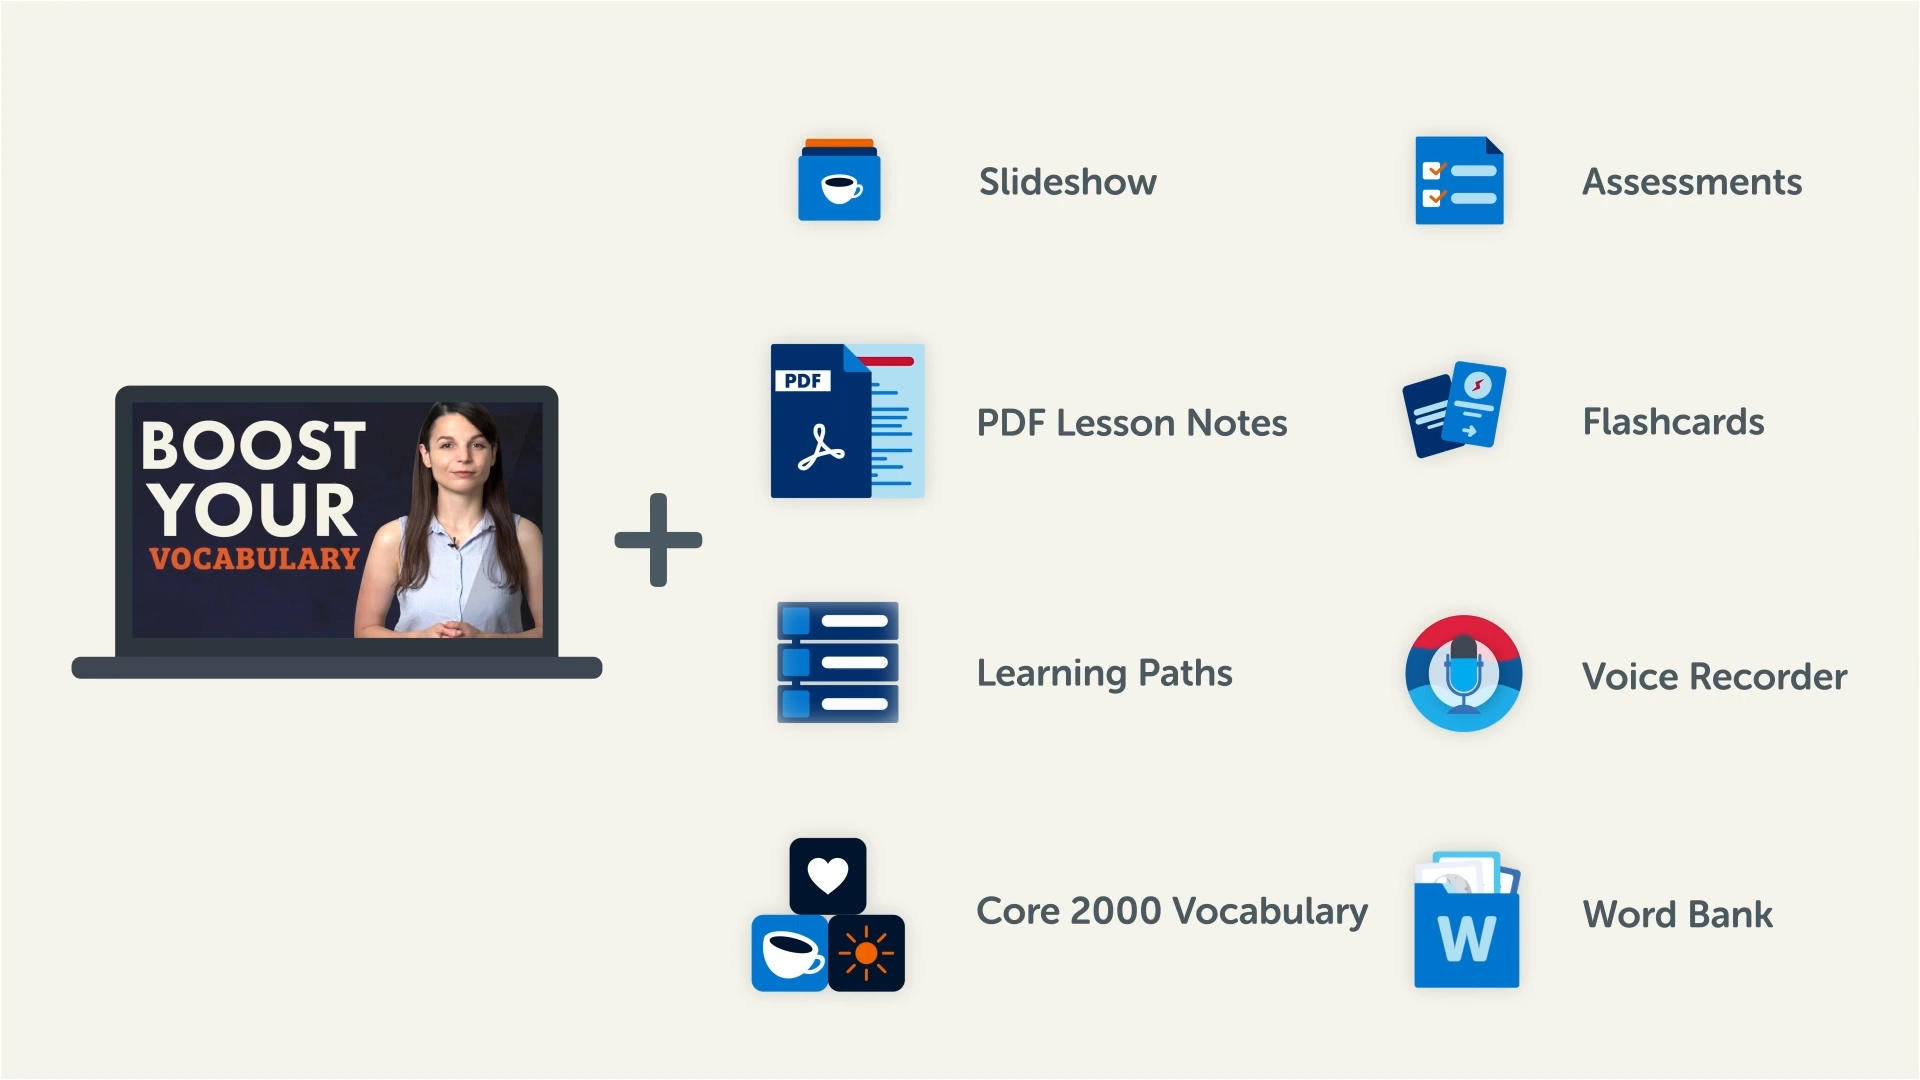 BOOST
YOUR
VOCABULARY
Slideshow
Assessments
PDF
PDF Lesson Notes
Flashcards
Learning Paths
Voice Recorder
Core 2000 Vocabulary
W
Word Bank